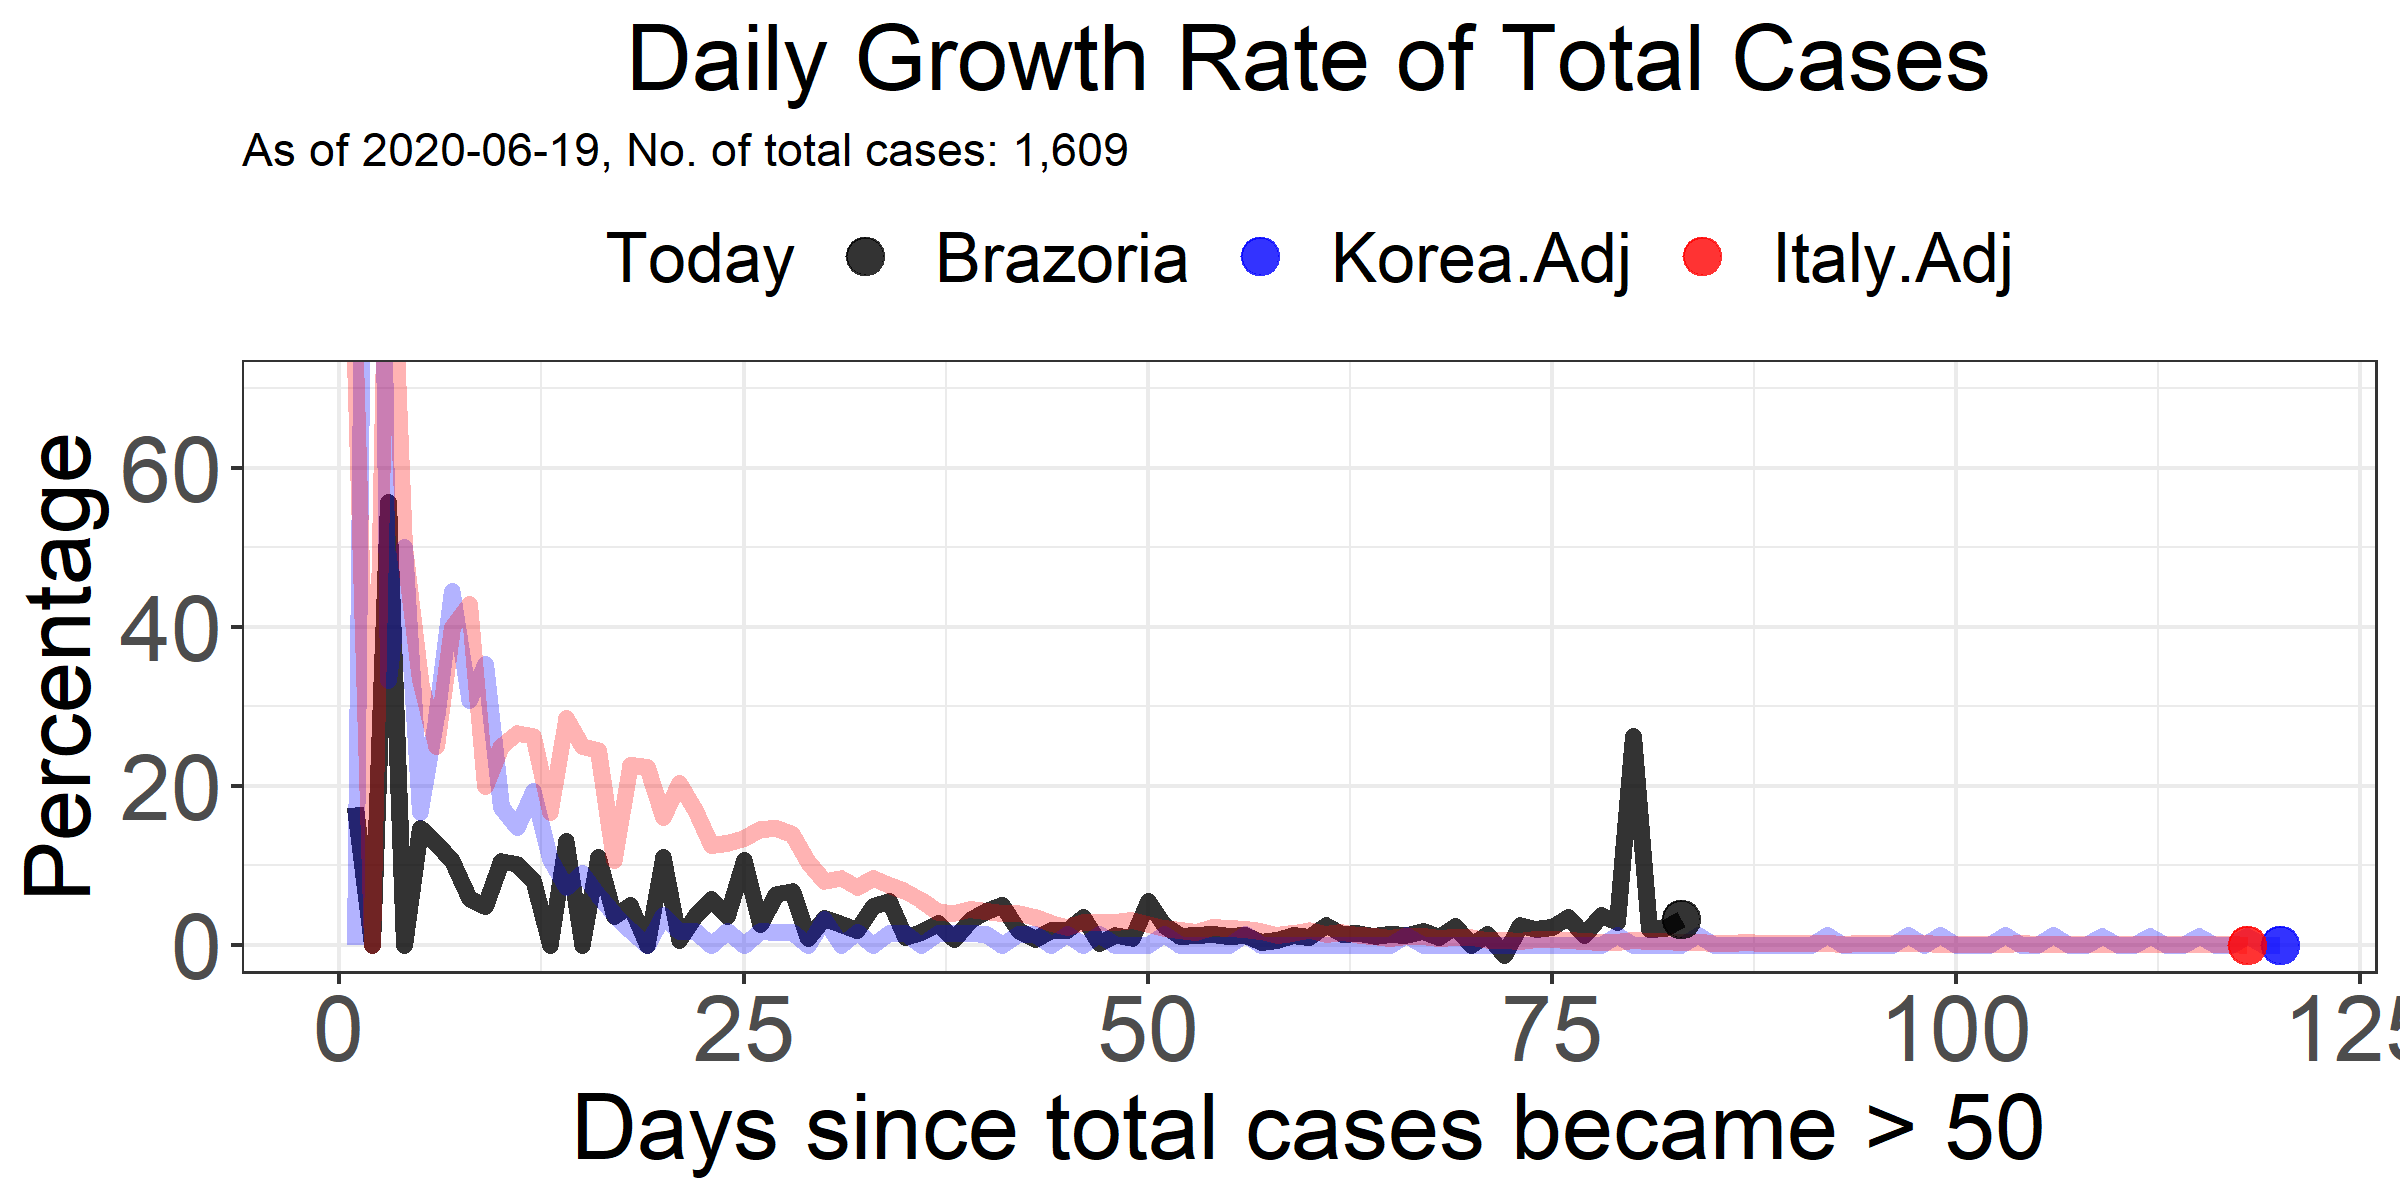 Daily Growth Rate of Total Cases
As of 2020-06-19, No. of total cases: 1,609
Today Brazoria Korea.Adj Italy.Adj
Percentage
60
40
20
0
0 25 50 75 100 125
Days since total cases became > 50